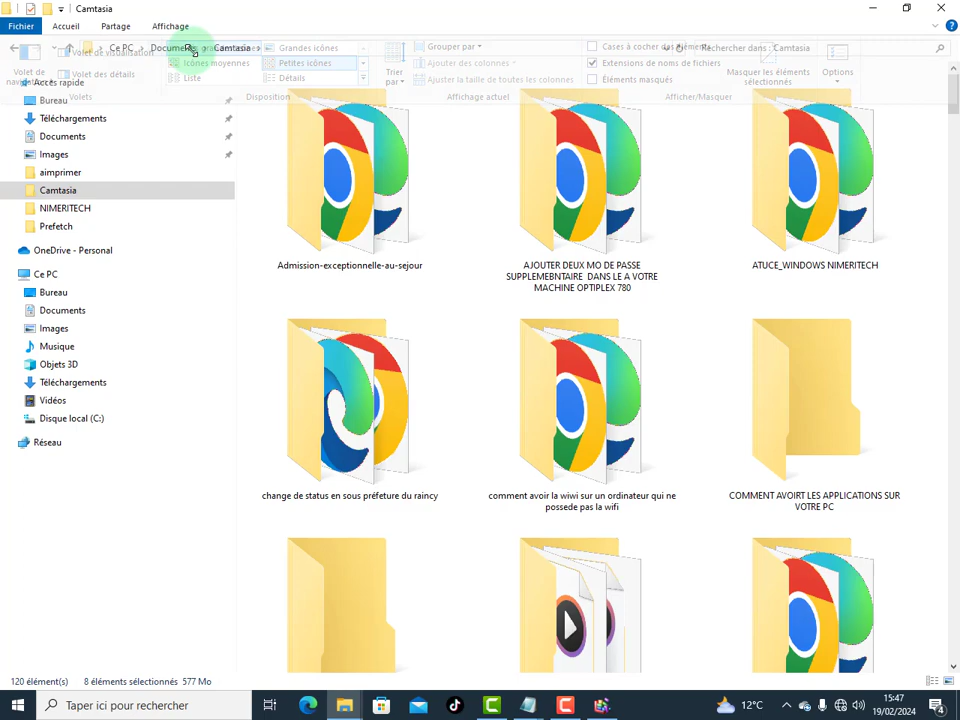 Camtasia
Fichier
Accueil
Partage
Affichage
Ce PC
Documents
Camtasia
Rechercher dans : Camtasia
Volet de visualisation
Volet des détails
Volet de
Volets
Grandes icônes
Icônes moyennes
Petites icônes
Liste
Détails
Disposition
Trier
par
Grouper par
Ajouter des colonnes
Ajuster la taille de toutes les colonnes
Affichage actuel
Cases à cocher des éléments
Extensions de noms de fichiers
Éléments masqués
Masquer les éléments
sélectionnés
Afficher/Masquer
Options
Accès rapide
Bureau
Téléchargements
Documents
Images
aimprimer
Camtasia
NIMERITECH
Prefetch
OneDrive - Personal
Ce PC
Bureau
Documents
Images
Musique
Objets 3D
Téléchargements
Vidéos
Disque local (C:)
Réseau
Admission-exceptionnelle-au-sejour
AJOUTER DEUX MO DE PASSE
SUPPLEMEBNTAIRE DANS LE A VOTRE
MACHINE OPTIPLEX 780
ATUCE_WINDOWS NIMERITECH
change de status en sous préfeture du raincy
comment avoir la wiwi sur un ordinateur qui ne
possede pas la wifi
COMMENT AVOIRT LES APPLICATIONS SUR
VOTRE PC
120 élément(s)
8 éléments sélectionnés 577 Mo
Taper ici pour rechercher
12°C
15:47
19/02/2024
4